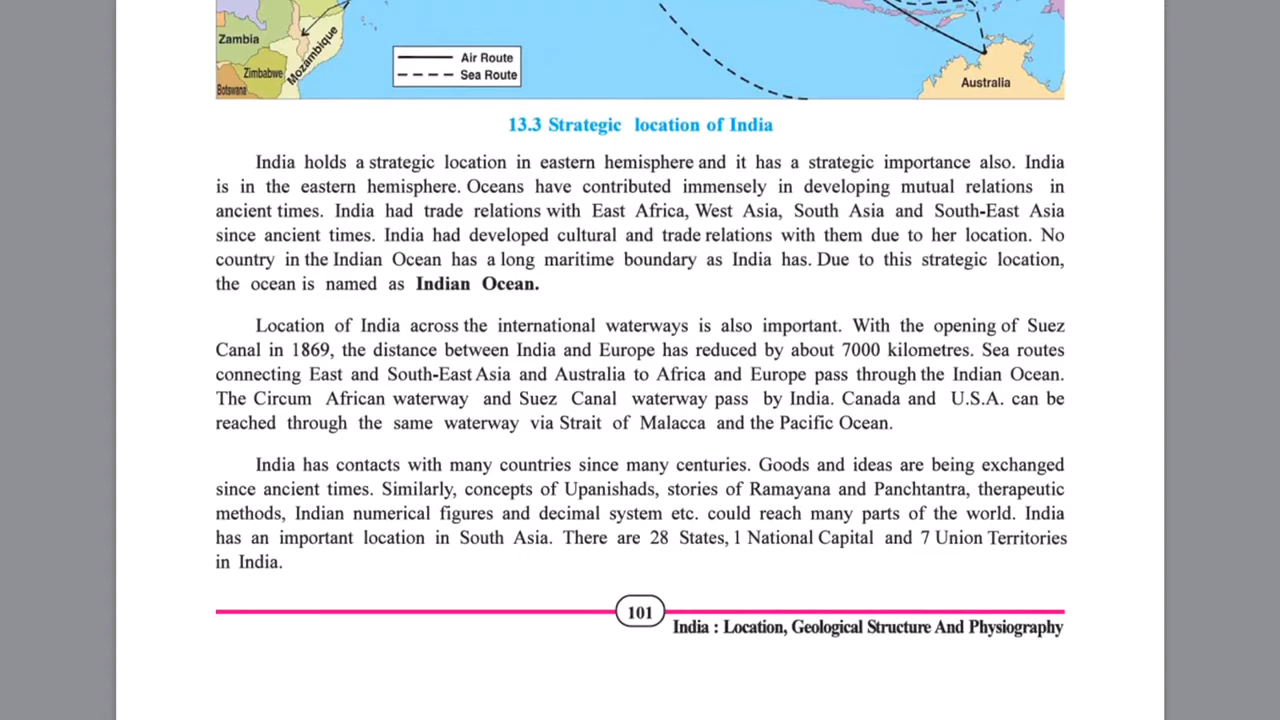 Zambia
Mozambique
Zimbabwe
Botswana
Air Route
Sea Route
Australia
13.3 Strategic location of India
India holds a strategic location in eastern hemisphere and it has a strategic importance also. India
is in the eastern hemisphere. Oceans have contributed immensely in developing mutual relations in
ancient times. India had trade relations with East Africa, West Asia, South Asia and South-East Asia
since ancient times. India had developed cultural and trade relations with them due to her location. No
country in the Indian Ocean has a long maritime boundary as India has. Due to this strategic location,
the ocean is named as Indian Ocean.
Location of India across the international waterways is also important. With the opening of Suez
Canal in 1869, the distance between India and Europe has reduced by about 7000 kilometres. Sea routes
connecting East and South-East Asia and Australia to Africa and Europe pass through the Indian Ocean.
The Circum African waterway and Suez Canal waterway pass by India. Canada and U.S.A. can be
reached through the same waterway via Strait of Malacca and the Pacific Ocean.
India has contacts with many countries since many centuries. Goods and ideas are being exchanged
since ancient times. Similarly, concepts of Upanishads, stories of Ramayana and Panchtantra, therapeutic
methods, Indian numerical figures and decimal system etc. could reach many parts of the world. India
has an important location in South Asia. There are 28 States, 1 National Capital and 7 Union Territories
in India.
101
India : Location, Geological Structure And Physiography